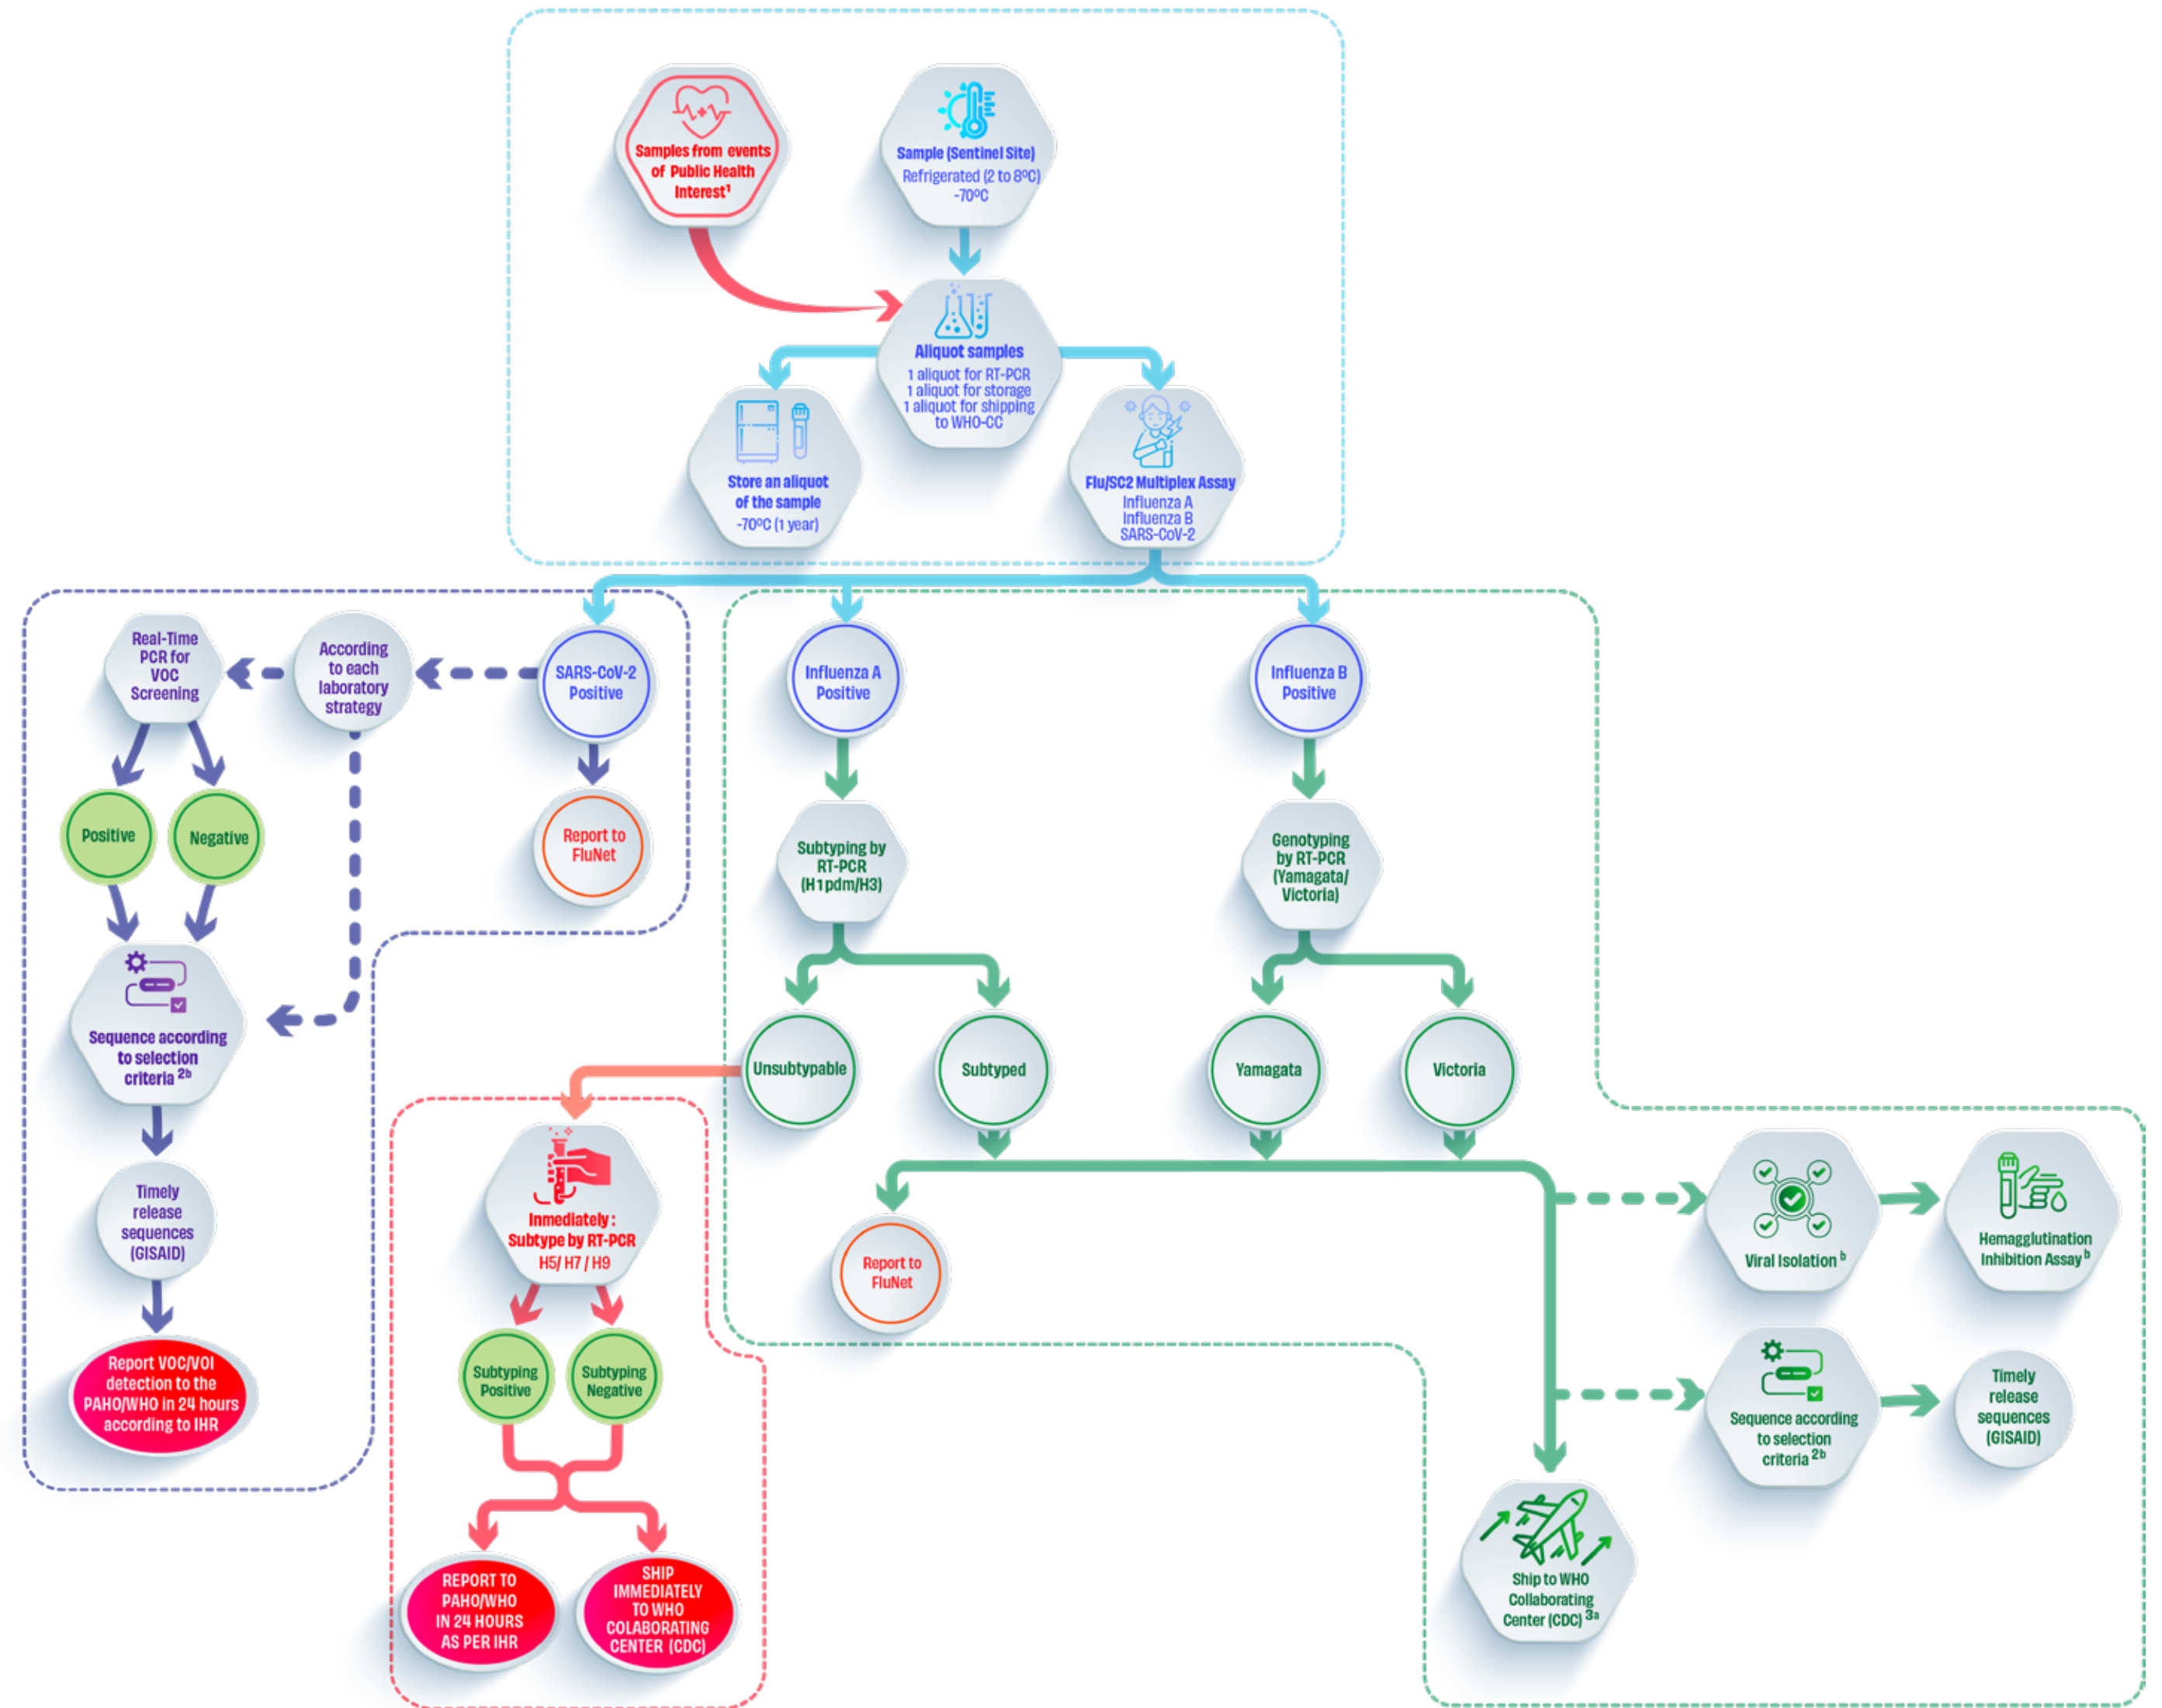 Samples from events
of Public Health
Interest¹
Sample (Sentinel Site)
Refrigerated (2 to 8ºC)
-70ºC
Aliquot samples
1 aliquot for RT-PCR
1 aliquot for storage
1 aliquot for shipping
to WHO-CC
Store an aliquot
of the sample
-70ºC (1 year)
Flu/SC2 Multiplex Assay
Influenza A
Influenza B
SARS-CoV-2
Real-Time
PCR for
VOC
Screening
According
to each
laboratory
strategy
SARS-CoV-2
Positive
Influenza A
Positive
Influenza B
Positive
Positive
Negative
Report to
FluNet
Subtyping by
RT-PCR
(H1pdm/H3)
Genotyping
by RT-PCR
(Yamagata/
Victoria)
Sequence according
to selection
criteria 2b
Unsubtypable
Subtyped
Yamagata
Victoria
Timely
release
sequences
(GISAID)
Inmediately :
Subtype by RT-PCR
H5/ H7 / H9
Report to
FluNet
Viral Isolation b
Hemagglutination
Inhibition Assay b
Report VOC/VOI
detection to the
PAHO/WHO in 24 hours
according to IHR
Subtyping
Positive
Subtyping
Negative
Sequence according
to selection
criteria 2b
Timely
release
sequences
(GISAID)
REPORT TO
PAHO/WHO
IN 24 HOURS
AS PER IHR
SHIP
IMMEDIATELY
TO WHO
COLABORATING
CENTER (CDC)
Ship to WHO
Collaborating
Center (CDC) 3a